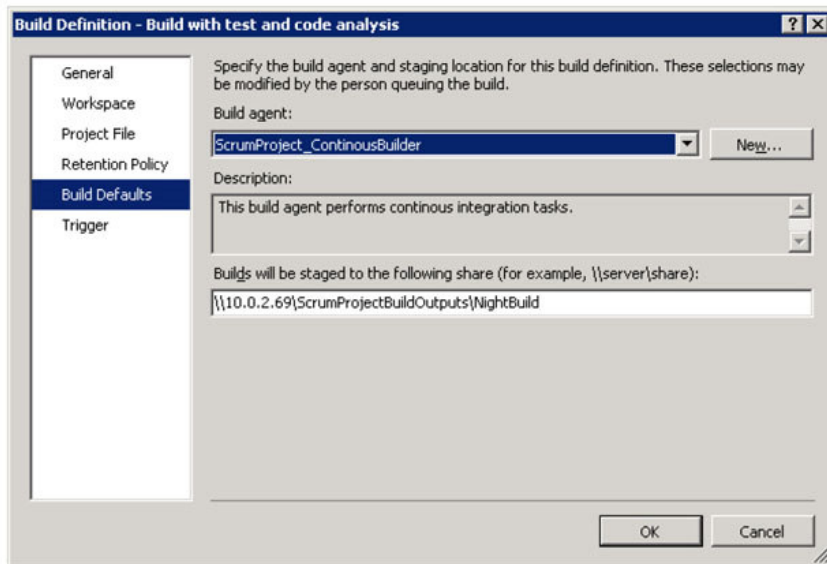 Build Definition - Build with test and code analysis
General
Workspace
Project File
Retention Policy
Build Defaults
Trigger
Specify the build agent and staging location for this build definition. These selections may
be modified by the person queuing the build.
Build agent:
ScrumProject_ContinousBuilder
New...
Description:
This build agent performs continous integration tasks.
Builds will be staged to the following share (for example, \\server\share):
\\10.0.2.69\ScrumProjectBuildOutputs\NightBuild
OK
Cancel